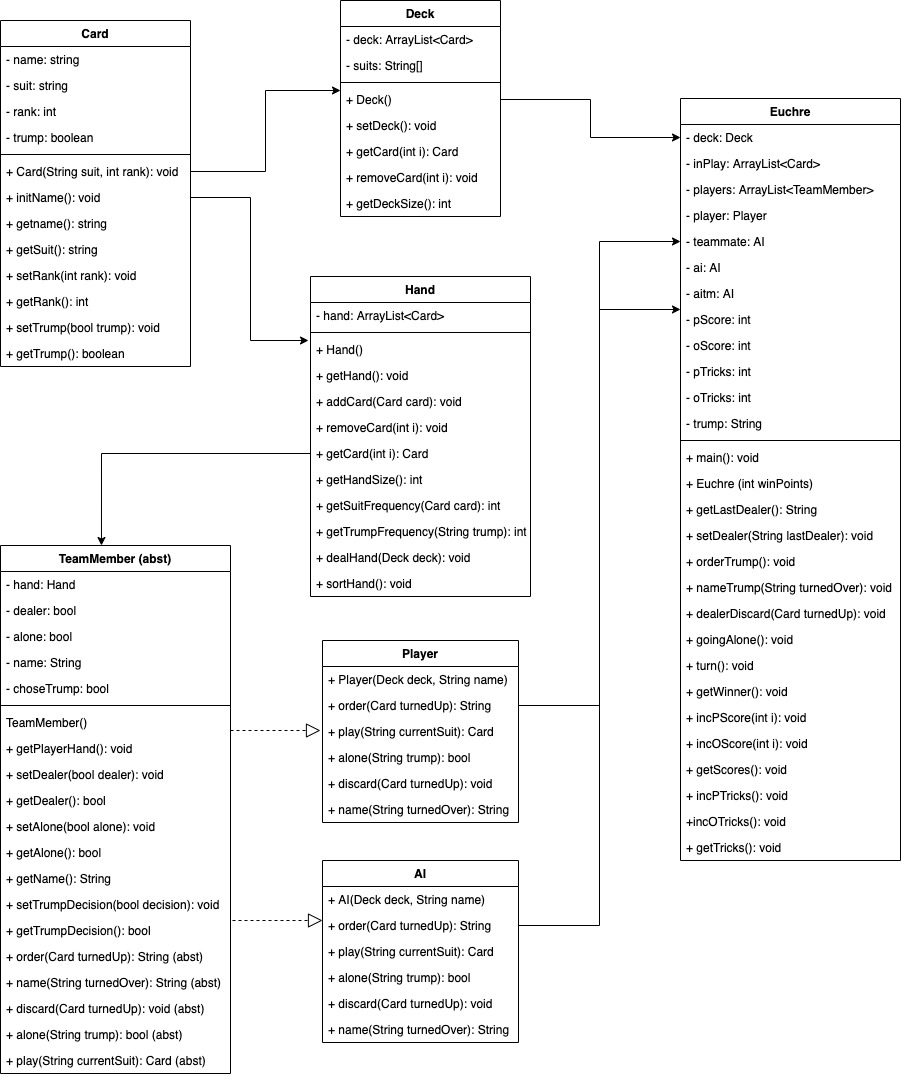 Card
- name: string
- suit: string
- rank: int
- trump: boolean
+ Card(String suit, int rank): void
+ initName(): void
+ getname(): string
+ getSuit(): string
+ setRank(int rank): void
+ getRank(): int
+ setTrump(bool trump): void
+ getTrump(): boolean
Deck
- deck: ArrayList<Card>
- suits: String[]
+ Deck()
+ setDeck(): void
+ getCard(int i): Card
+ removeCard(int i): void
+ getDeckSize(): int
Hand
- hand: ArrayList<Card>
+ Hand()
+ getHand(): void
+ addCard(Card card): void
+ removeCard(int i): void
+ getCard(int i): Card
+ getHandSize(): int
+ getSuitFrequency(Card card): int
+ getTrumpFrequency(String trump): int
+ dealHand(Deck deck): void
+ sortHand(): void
Euchre
- deck: Deck
- inPlay: ArrayList<Card>
- players: ArrayList<TeamMember>
- player: Player
- teammate: AI
- ai: AI
- aitm: AI
- pScore: int
- oScore: int
- pTricks: int
- oTricks: int
- trump: String
+ main(): void
+ Euchre (int winPoints)
+ getLastDealer(): String
+ setDealer(String lastDealer): void
+ orderTrump(): void
+ nameTrump(String turnedOver): void
+ dealerDiscard(Card turnedUp): void
+ goingAlone(): void
+ turn(): void
+ getWinner(): void
+ incPScore(int i): void
+ incOScore(int i): void
+ getScores(): void
+ incPTricks(): void
+incOTricks(): void
+ getTricks(): void
TeamMember (abst)
- hand: Hand
- dealer: bool
- alone: bool
- name: String
- choseTrump: bool
TeamMember()
+ getPlayerHand(): void
+ setDealer(bool dealer): void
+ getDealer(): bool
+ setAlone(bool alone): void
+ getAlone(): bool
+ getName(): String
+ setTrumpDecision(bool decision): void
+ getTrumpDecision(): bool
+ order(Card turnedUp): String (abst)
+ name(String turnedOver): String (abst)
+ discard(Card turnedUp): void (abst)
+ alone(String trump): bool (abst)
+ play(String currentSuit): Card (abst)
Player
+ Player(Deck deck, String name)
+ order(Card turnedUp): String
+ play(String currentSuit): Card
+ alone(String trump): bool
+ discard(Card turnedUp): void
+ name(String turnedOver): String
AI
+ AI(Deck deck, String name)
+ order(Card turnedUp): String
+ play(String currentSuit): Card
+ alone(String trump): bool
+ discard(Card turnedUp): void
+ name(String turnedOver): String